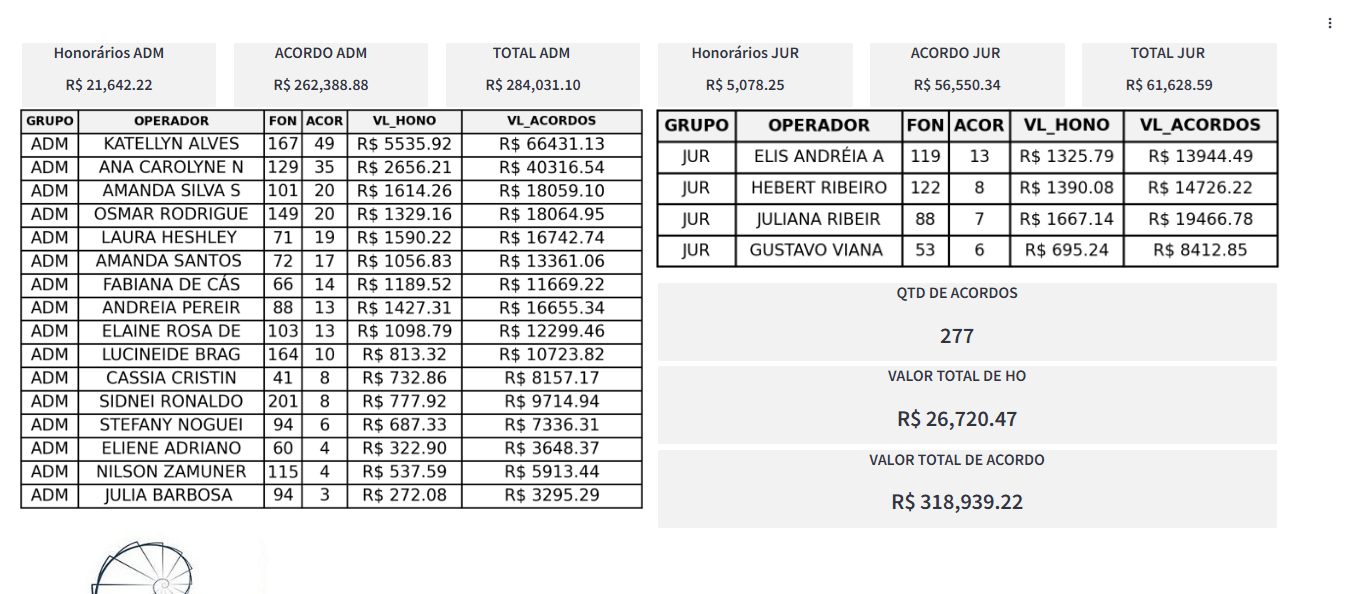 Honorários ADM
R$ 21,642.22
ACORDO ADM
R$ 262,388.88
TOTAL ADM
R$ 284,031.10
Honorários JUR
R$ 5,078.25
ACORDO JUR
R$ 56,550.34
TOTAL JUR
R$ 61,628.59
GRUPO OPERADOR FON ACOR VL_HONO VL_ACORDOS
ADM KATELLYN ALVES 167 49 R$ 5535.92 R$ 66431.13
ADM ANA CAROLYNE N 129 35 R$ 2656.21 R$ 40316.54
ADM AMANDA SILVA S 101 20 R$ 1614.26 R$ 18059.10
ADM OSMAR RODRIGUE 149 20 R$ 1329.16 R$ 18064.95
ADM LAURA HESHLEY 71 19 R$ 1590.22 R$ 16742.74
ADM AMANDA SANTOS 72 17 R$ 1056.83 R$ 13361.06
ADM FABIANA DE CÁS 66 14 R$ 1189.52 R$ 11669.22
ADM ANDREIA PEREIR 88 13 R$ 1427.31 R$ 16655.34
ADM ELAINE ROSA DE 103 13 R$ 1098.79 R$ 12299.46
ADM LUCINEIDE BRAG 164 10 R$ 813.32 R$ 10723.82
ADM CASSIA CRISTIN 41 8 R$ 732.86 R$ 8157.17
ADM SIDNEI RONALDO 201 8 R$ 777.92 R$ 9714.94
ADM STEFANY NOGUEI 94 6 R$ 687.33 R$ 7336.31
ADM ELIENE ADRIANO 60 4 R$ 322.90 R$ 3648.37
ADM NILSON ZAMUNER 115 4 R$ 537.59 R$ 5913.44
ADM JULIA BARBOSA 94 3 R$ 272.08 R$ 3295.29
GRUPO OPERADOR FON ACOR VL_HONO VL_ACORDOS
JUR ELIS ANDRÉIA A 119 13 R$ 1325.79 R$ 13944.49
JUR HEBERT RIBEIRO 122 8 R$ 1390.08 R$ 14726.22
JUR JULIANA RIBEIR 88 7 R$ 1667.14 R$ 19466.78
JUR GUSTAVO VIANA 53 6 R$ 695.24 R$ 8412.85
QTD DE ACORDOS
277
VALOR TOTAL DE HO
R$ 26,720.47
VALOR TOTAL DE ACORDO
R$ 318,939.22